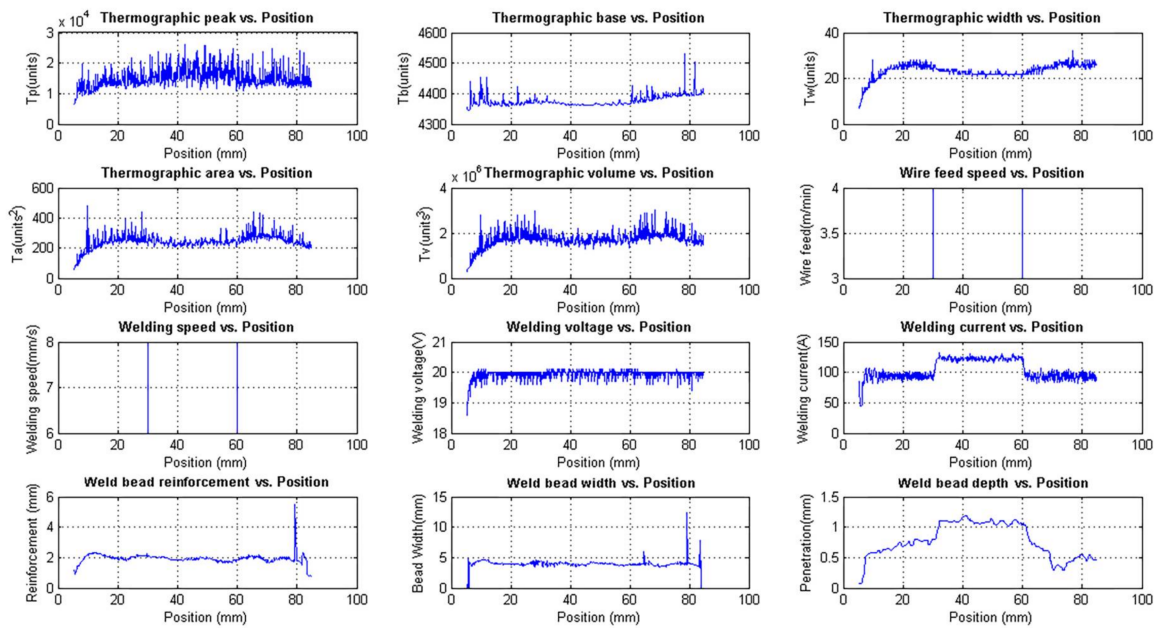 Thermographic peak vs. Position
x 10^4
3
2
1
0
Tp(units)
0 20 40 60 80 100
Position (mm)
Thermographic base vs. Position
4600
4500
4400
4300
Tb(units)
0 20 40 60 80 100
Position (mm)
Thermographic width vs. Position
40
20
0
Tw(units)
0 20 40 60 80 100
Position (mm)
Thermographic area vs. Position
600
400
200
0
Ta(units^2)
0 20 40 60 80 100
Position (mm)
x 10^6 Thermographic volume vs. Position
4
2
0
Tv(units^3)
0 20 40 60 80 100
Position (mm)
Wire feed speed vs. Position
4
3.5
3
Wire feed(m/min)
0 20 40 60 80 100
Position (mm)
Welding speed vs. Position
8
7
6
Welding speed(mm/s)
0 20 40 60 80 100
Position (mm)
Welding voltage vs. Position
21
20
19
18
Welding voltage(V)
0 20 40 60 80 100
Position (mm)
Welding current vs. Position
150
100
50
0
Welding current(A)
0 20 40 60 80 100
Position (mm)
Weld bead reinforcement vs. Position
6
4
2
0
Reinforcement (mm)
0 20 40 60 80 100
Position (mm)
Weld bead width vs. Position
15
10
5
0
Bead Width(mm)
0 20 40 60 80 100
Position (mm)
Weld bead depth vs. Position
1.5
1
0.5
0
Penetration(mm)
0 20 40 60 80 100
Position (mm)